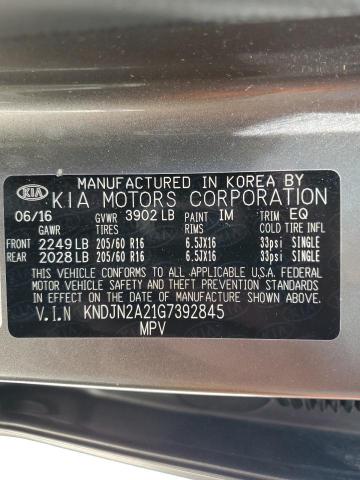 MANUFACTURED IN KOREA BY
KIA KIA MOTORS CORPORATION
06/16 GVWR 3902 LB PAINT IM TRIM EQ
GAWR TIRES RIMS COLD TIRE INFL
FRONT 2249 LB 205/60 R16 6.5JX16 33psi SINGLE
REAR 2028 LB 205/60 R16 6.5JX16 33psi SINGLE
THIS VEHICLE CONFORMS TO ALL APPLICABLE U.S.A. FEDERAL
MOTOR VEHICLE SAFETY AND THEFT PREVENTION STANDARDS
IN EFFECT ON THE DATE OF MANUFACTURE SHOWN ABOVE.
V.I.N KNDJN2A21G7392845
MPV